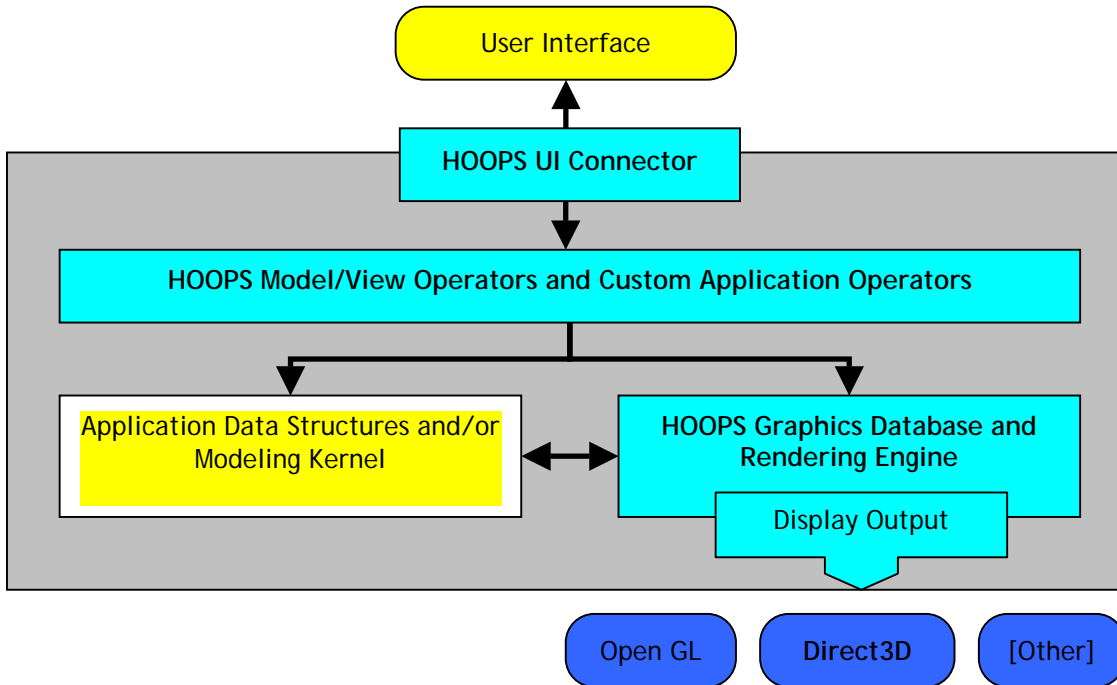 User Interface
HOOPS UI Connector
HOOPS Model/View Operators and Custom Application Operators
Application Data Structures and/or
Modeling Kernel
HOOPS Graphics Database and
Rendering Engine
Display Output
Open GL
Direct3D
[Other]